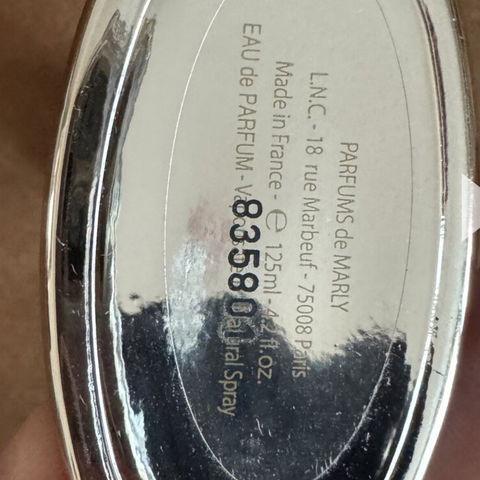 PARFUMS de MARLY
L.N.C. - 18 rue Marbeuf - 75008 Paris
Made in France - ℮ 125ml - 4.2 fl.oz.
EAU de PARFUM - Natural Spray
83580